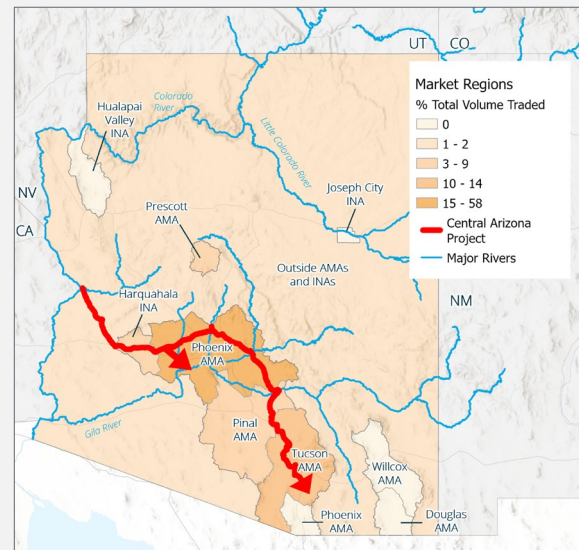 UT
CO
Market Regions
% Total Volume Traded
0
1 - 2
3 - 9
10 - 14
15 - 58
Central Arizona
Project
Major Rivers
Colorado
River
Hualapai
Valley
INA
Little Colorado River
Joseph City
INA
NV
CA
Prescott
AMA
Outside AMAs
and INAs
NM
Harquahala
INA
Phoenix
AMA
Gila River
Pinal
AMA
Tucson
AMA
Willcox
AMA
Phoenix
AMA
Douglas
AMA